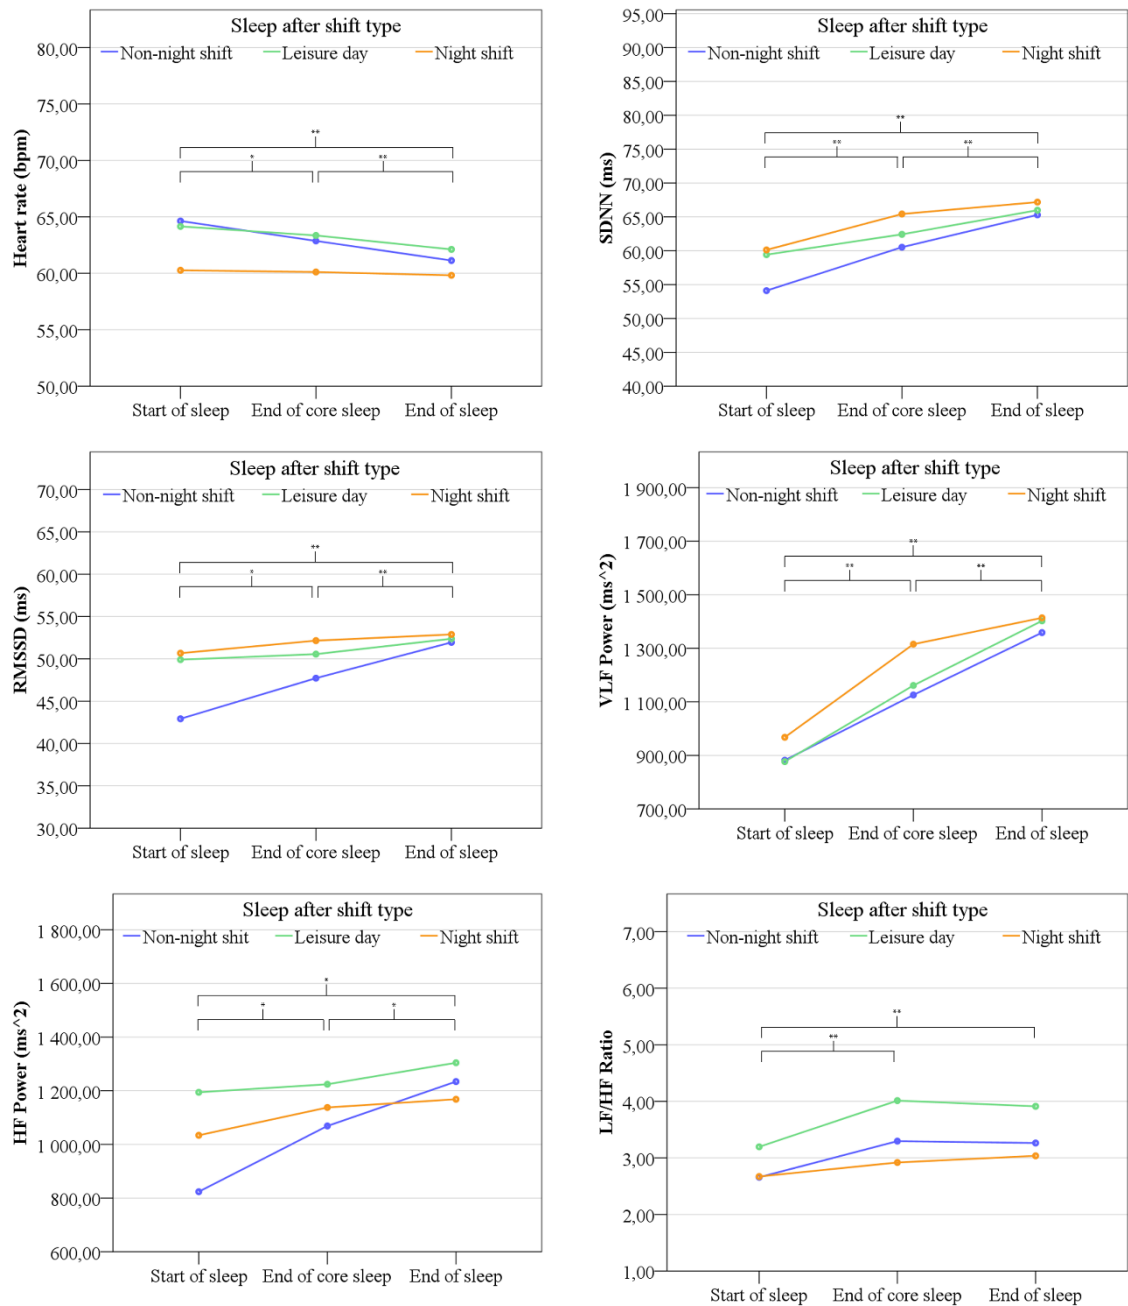 Sleep after shift type
Non-night shift Leisure day Night shift
Heart rate (bpm)
80,00
75,00
70,00
65,00
60,00
55,00
50,00
**
* **
Start of sleep End of core sleep End of sleep
Sleep after shift type
Non-night shift Leisure day Night shift
SDNN (ms)
95,00
90,00
85,00
80,00
75,00
70,00
65,00
60,00
55,00
50,00
45,00
40,00
**
** **
Start of sleep End of core sleep End of sleep
Sleep after shift type
Non-night shift Leisure day Night shift
RMSSD (ms)
70,00
65,00
60,00
55,00
50,00
45,00
40,00
35,00
30,00
**
* **
Start of sleep End of core sleep End of sleep
Sleep after shift type
Non-night shift Leisure day Night shift
VLF Power (ms^2)
1 900,00
1 700,00
1 500,00
1 300,00
1 100,00
900,00
700,00
**
** **
Start of sleep End of core sleep End of sleep
Sleep after shift type
Non-night shit Leisure day Night shift
HF Power (ms^2)
1 800,00
1 600,00
1 400,00
1 200,00
1 000,00
800,00
600,00
*
* *
Start of sleep End of core sleep End of sleep
Sleep after shift type
Non-night shift Leisure day Night shift
LF/HF Ratio
7,00
6,00
5,00
4,00
3,00
2,00
1,00
**
**
Start of sleep End of core sleep End of sleep